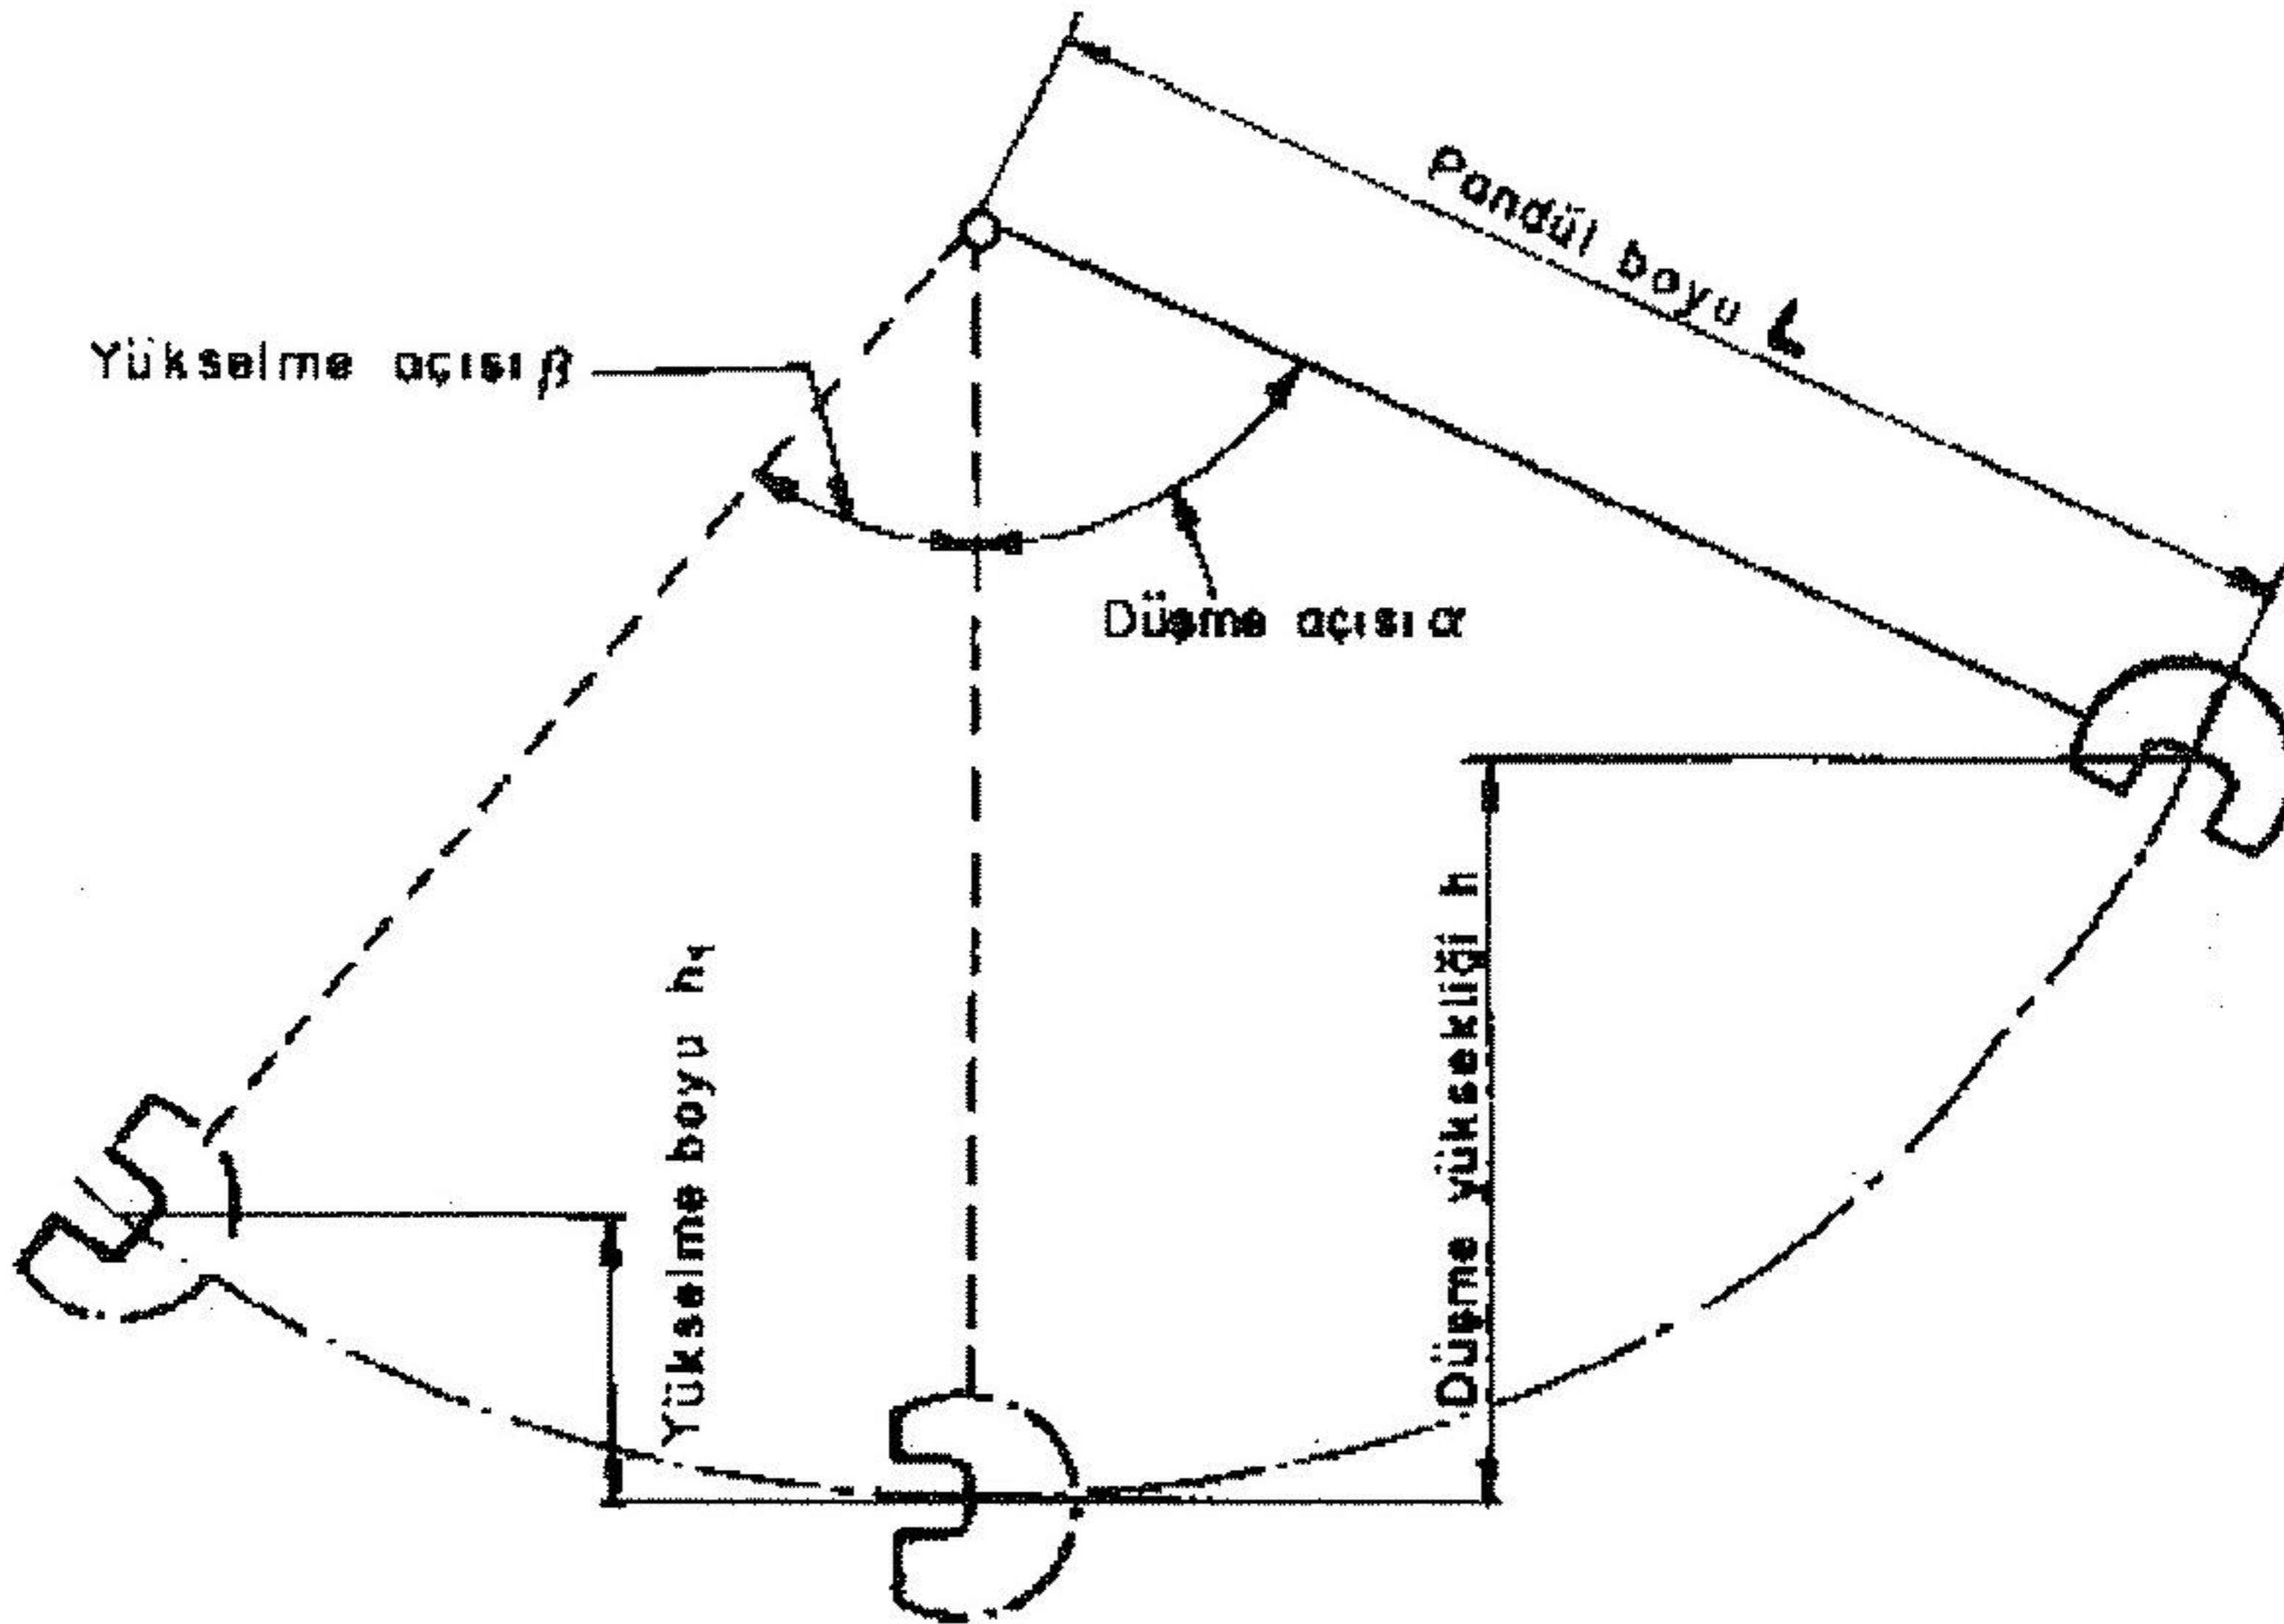 Pandül boyu L
Yükselme açısı β
Düşme açısı α
Yükselme boyu h₁
Düşme yüksekliği h